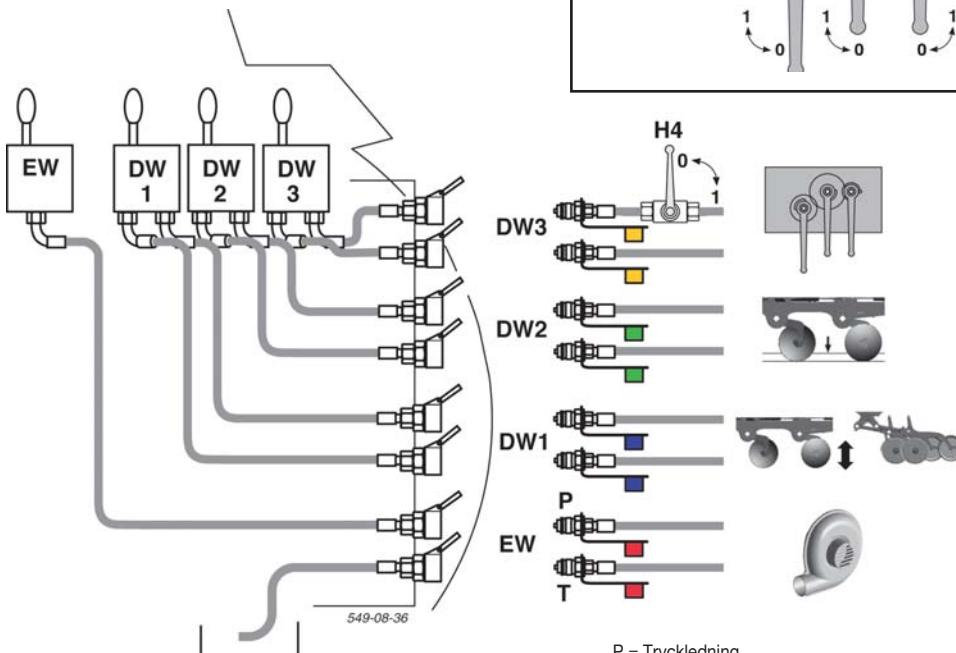 1 0 1 0 0 1
H4
0
1
EW
DW 1
DW 2
DW 3
DW3
DW2
DW1
P
EW
T
549-08-36
P = Tryckledning